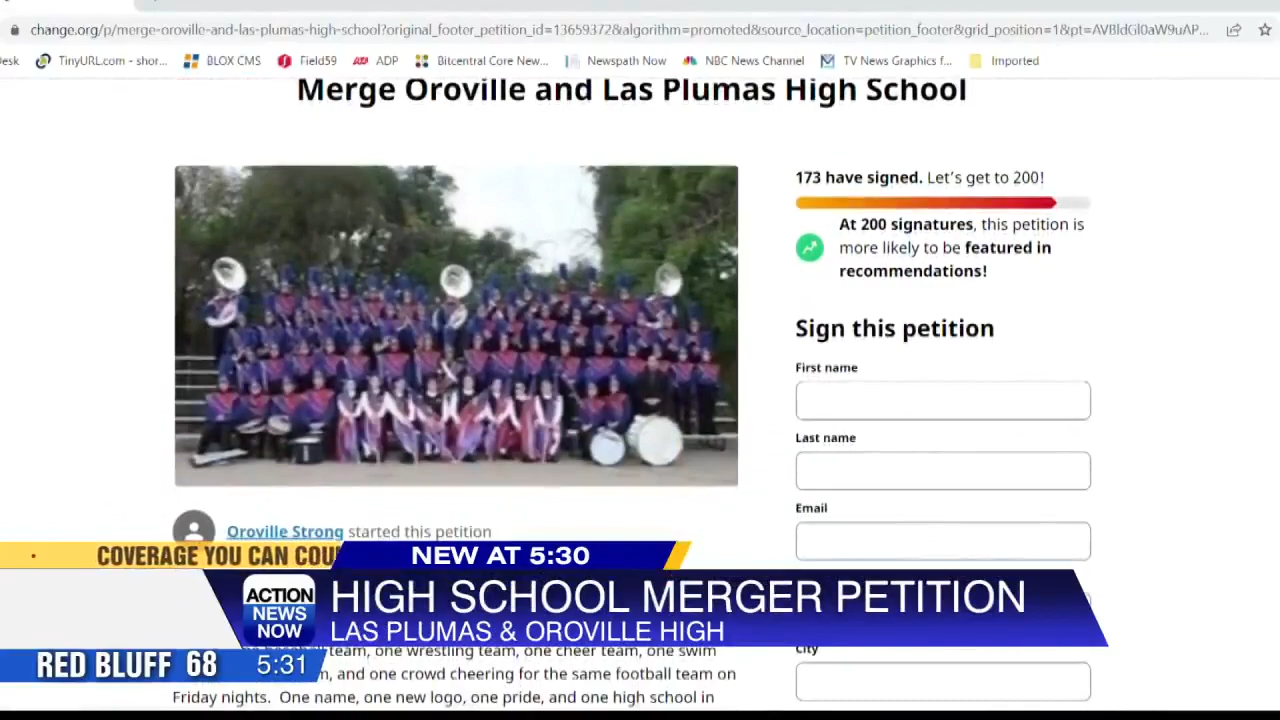 change.org/p/merge-oroville-and-las-plumas-high-school?original_footer_petition_id=13659372&algorithm=promoted&source_location=petition_footer&grid_position=1&pt=AVBldGl0aW9uAP...
esk TinyURL.com - shor... BLOX CMS Field59 ADP Bitcentral Core New... Newspath Now NBC News Channel TV News Graphics f... Imported
Merge Oroville and Las Plumas High School
173 have signed. Let's get to 200!
At 200 signatures, this petition is
more likely to be featured in
recommendations!
Sign this petition
First name
Last name
Email
City
Oroville Strong started this petition
COVERAGE YOU CAN COU
NEW AT 5:30
ACTION
NEWS
NOW
HIGH SCHOOL MERGER PETITION
LAS PLUMAS & OROVILLE HIGH
RED BLUFF 68 5:31
team, one wrestling team, one cheer team, one swim
, and one crowd cheering for the same football team on
Friday nights. One name, one new logo, one pride, and one high school in